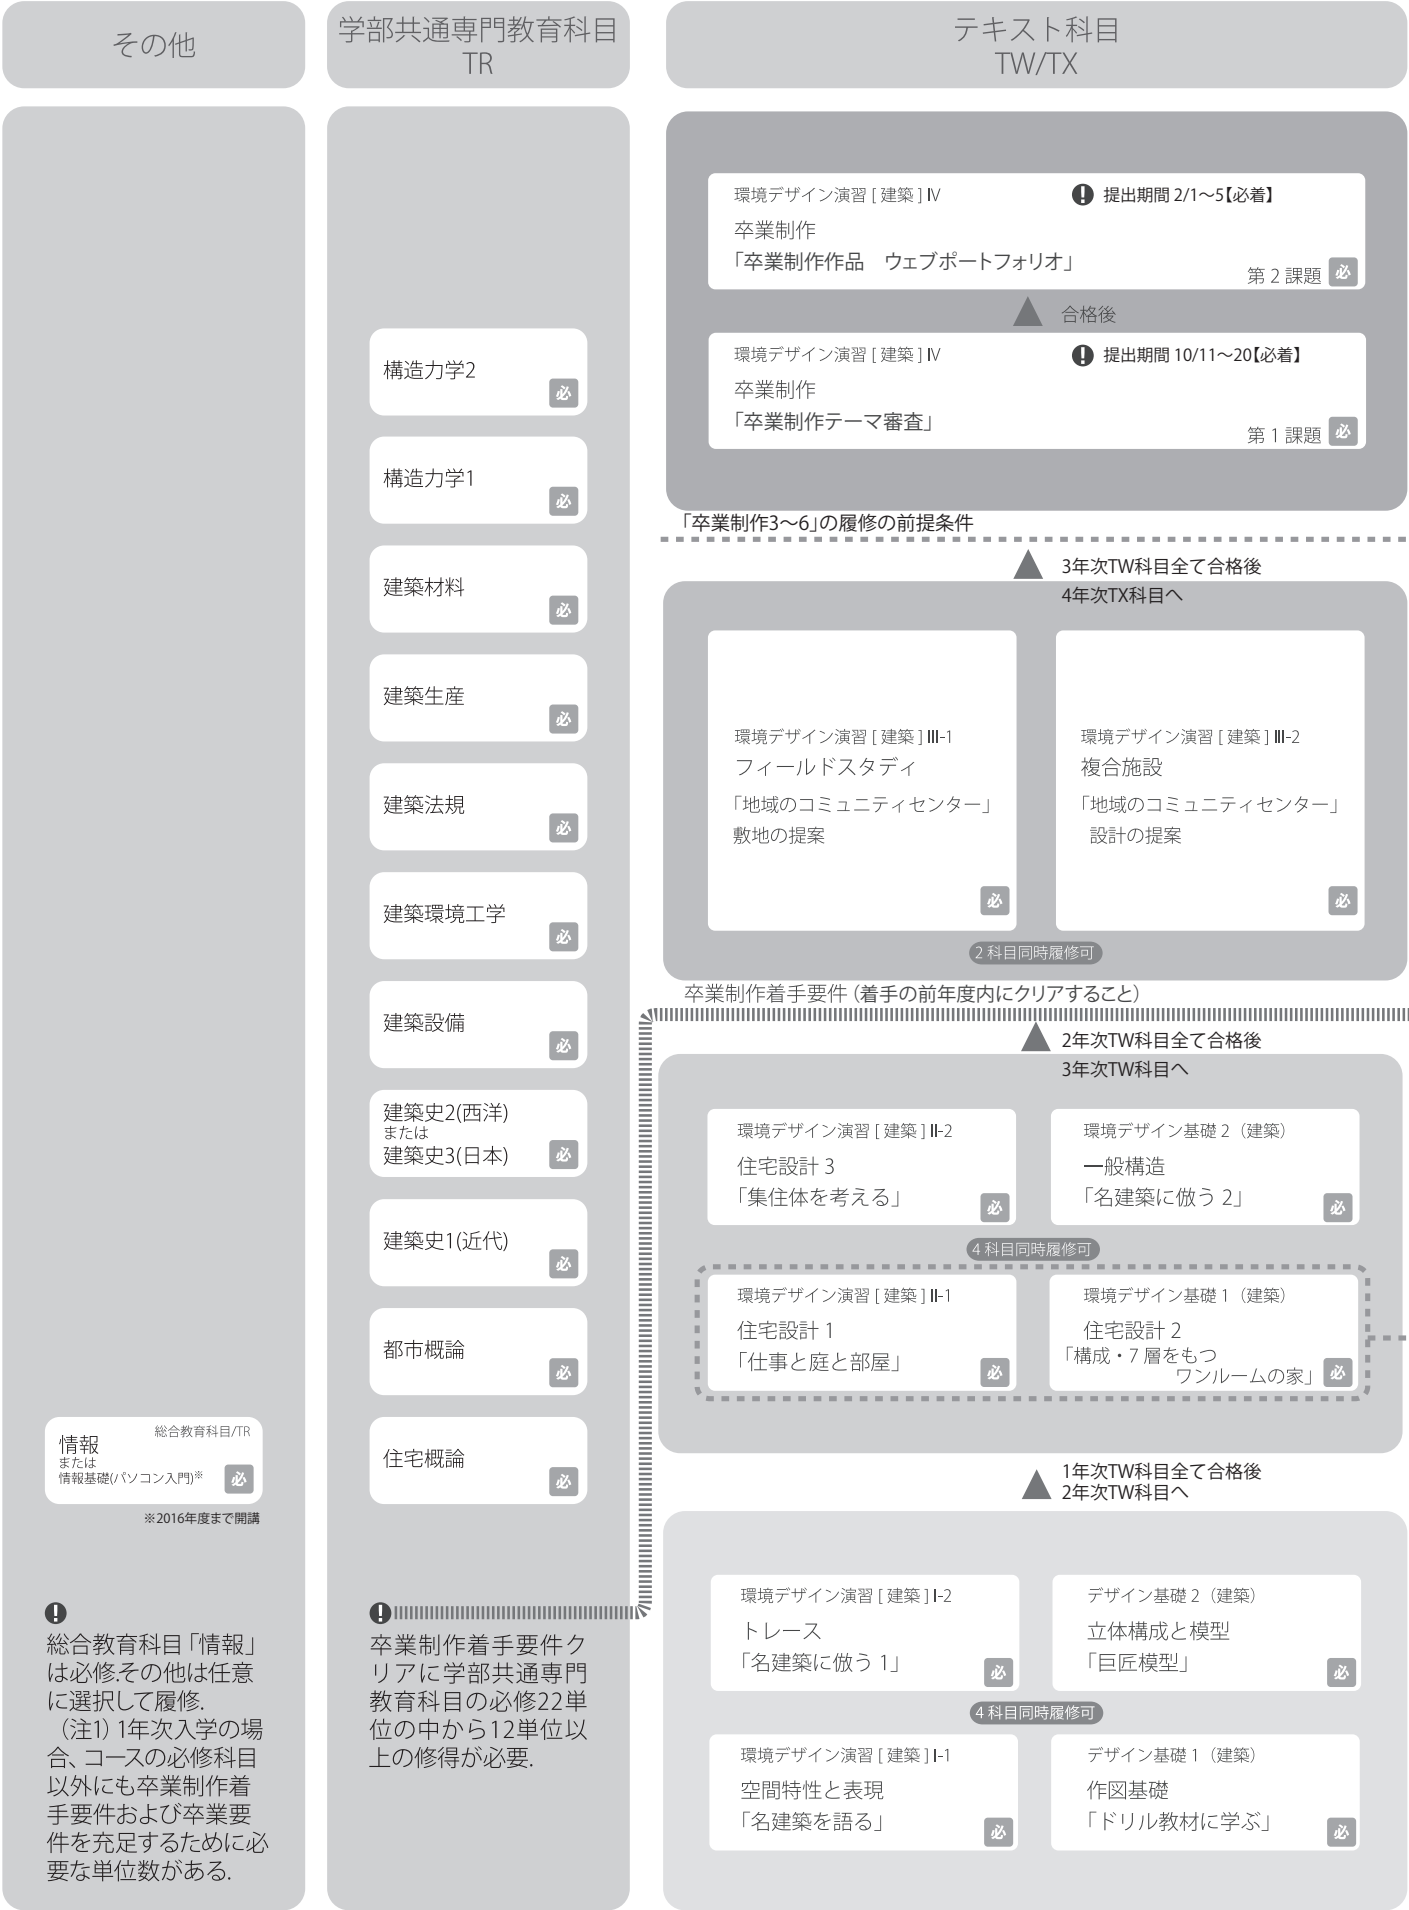 その他
学部共通専門教育科目
TR
テキスト科目
TW/TX
環境デザイン演習 [ 建築 ] Ⅳ
提出期間 2/1〜5【必着】
卒業制作
「卒業制作作品　ウェブポートフォリオ」
第 2 課題 必
合格後
環境デザイン演習 [ 建築 ] Ⅳ
提出期間 10/11〜20【必着】
卒業制作
「卒業制作テーマ審査」
第 1 課題 必
「卒業制作3〜6」の履修の前提条件
3年次TW科目全て合格後
4年次TX科目へ
環境デザイン演習 [ 建築 ] Ⅲ-1
フィールドスタディ
「地域のコミュニティセンター」
敷地の提案
必
環境デザイン演習 [ 建築 ] Ⅲ-2
複合施設
「地域のコミュニティセンター」
設計の提案
必
2 科目同時履修可
卒業制作着手要件（着手の前年度内にクリアすること）
2年次TW科目全て合格後
3年次TW科目へ
環境デザイン演習 [ 建築 ] Ⅱ-2
住宅設計 3
「集住体を考える」
必
環境デザイン基礎 2（建築）
一般構造
「名建築に倣う 2」
必
4 科目同時履修可
環境デザイン演習 [ 建築 ] Ⅱ-1
住宅設計 1
「仕事と庭と部屋」
必
環境デザイン基礎 1（建築）
住宅設計 2
「構成・7 層をもつ
ワンルームの家」
必
1年次TW科目全て合格後
2年次TW科目へ
環境デザイン演習 [ 建築 ] Ⅰ-2
トレース
「名建築に倣う 1」
必
デザイン基礎 2（建築）
立体構成と模型
「巨匠模型」
必
4 科目同時履修可
環境デザイン演習 [ 建築 ] Ⅰ-1
空間特性と表現
「名建築を語る」
必
デザイン基礎 1（建築）
作図基礎
「ドリル教材に学ぶ」
必
構造力学2
必
構造力学1
必
建築材料
必
建築生産
必
建築法規
必
建築環境工学
必
建築設備
必
建築史2(西洋)
または
建築史3(日本)
必
建築史1(近代)
必
都市概論
必
住宅概論
必
卒業制作着手要件ク
リアに学部共通専門
教育科目の必修22単
位の中から12単位以
上の修得が必要.
総合教育科目/TR
情報
または
情報基礎(パソコン入門)※
必
※2016年度まで開講
総合教育科目「情報」
は必修.その他は任意
に選択して履修.
（注1）1年次入学の場
合、コースの必修科目
以外にも卒業制作着
手要件および卒業要
件を充足するために必
要な単位数がある.